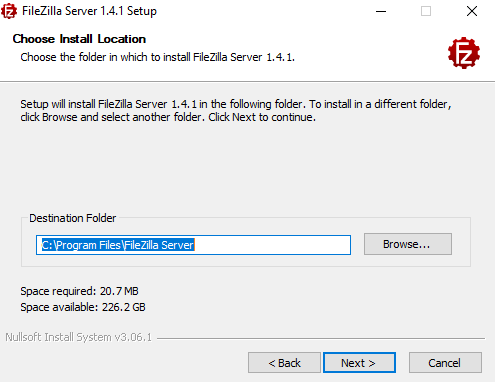 FileZilla Server 1.4.1 Setup
Choose Install Location
Choose the folder in which to install FileZilla Server 1.4.1.
Setup will install FileZilla Server 1.4.1 in the following folder. To install in a different folder,
click Browse and select another folder. Click Next to continue.
Destination Folder
C:\Program Files\FileZilla Server
Browse...
Space required: 20.7 MB
Space available: 226.2 GB
Nullsoft Install System v3.06.1
< Back
Next >
Cancel